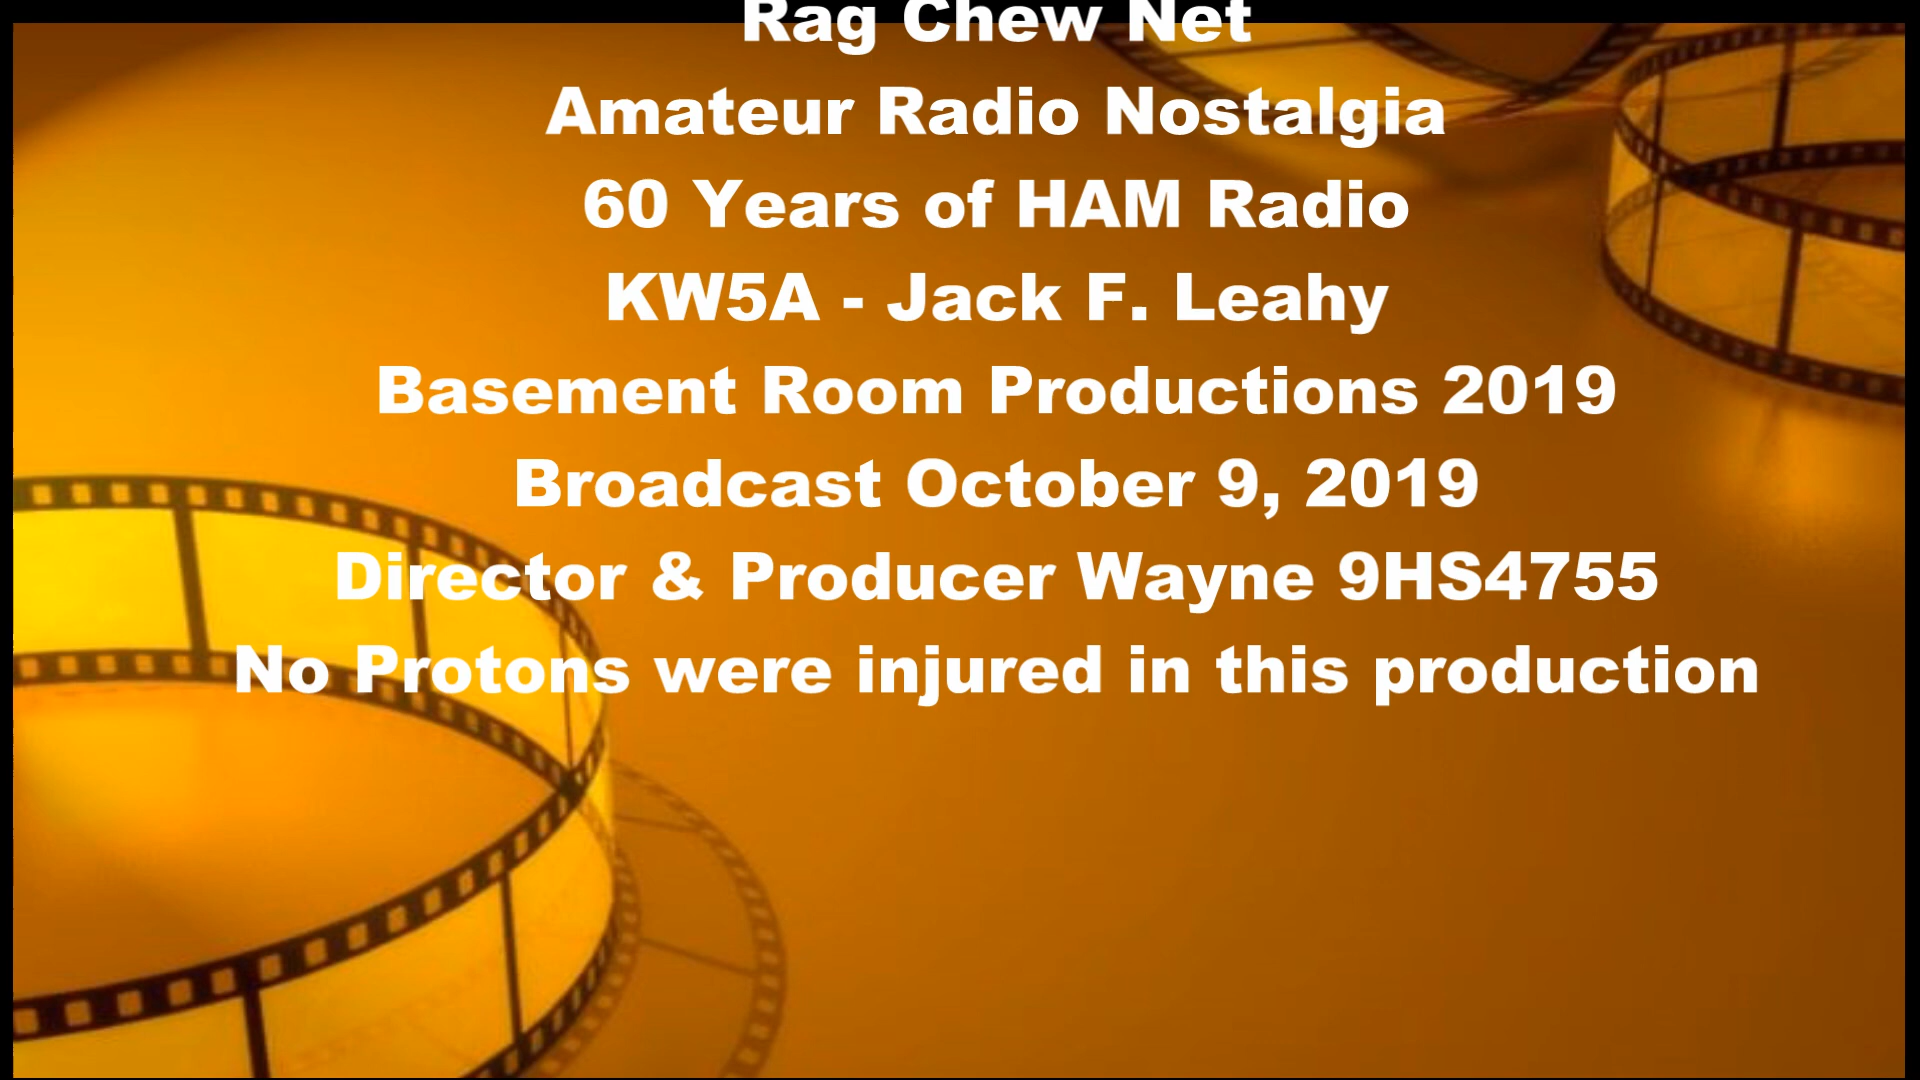 Rag Chew Net
Amateur Radio Nostalgia
60 Years of HAM Radio
KW5A - Jack F. Leahy
Basement Room Productions 2019
Broadcast October 9, 2019
Director & Producer Wayne 9HS4755
No Protons were injured in this production